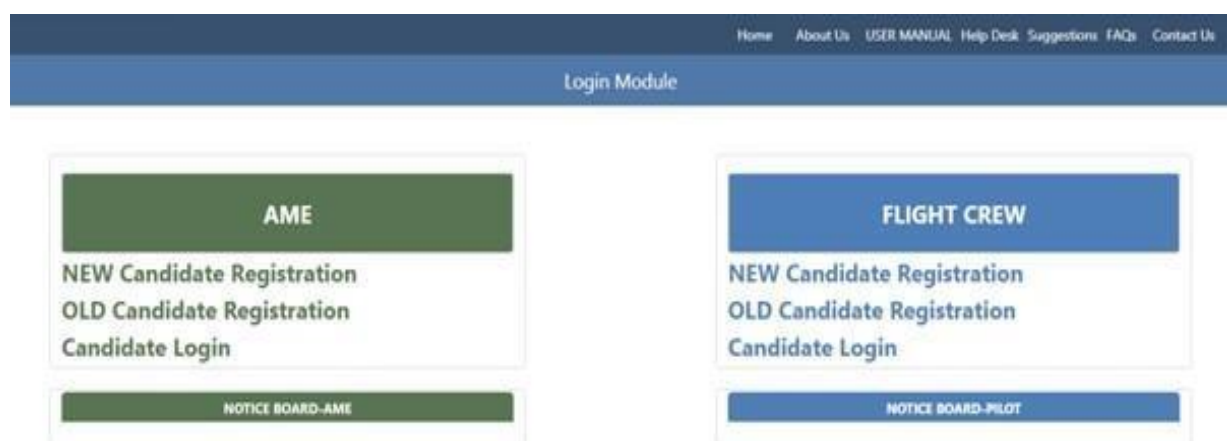 Home About Us USER MANUAL Help Desk Suggestions FAQs Contact Us
Login Module
AME
NEW Candidate Registration
OLD Candidate Registration
Candidate Login
NOTICE BOARD-AME
FLIGHT CREW
NEW Candidate Registration
OLD Candidate Registration
Candidate Login
NOTICE BOARD-PILOT